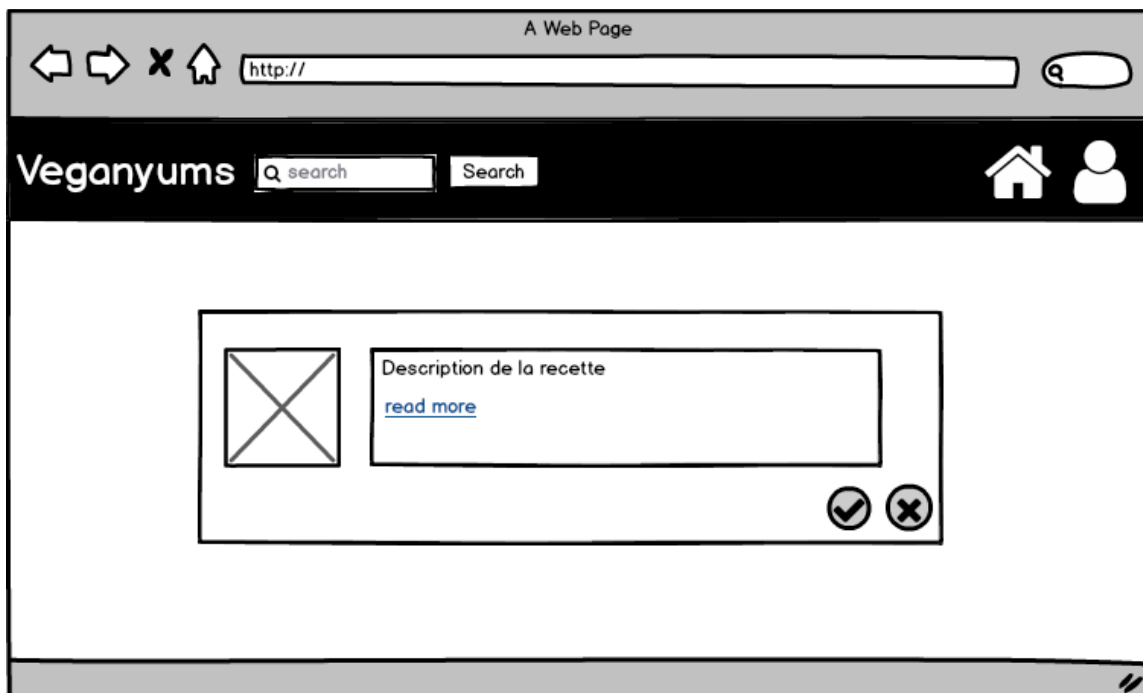 A Web Page
http://
Veganyums search Search
Description de la recette
read more